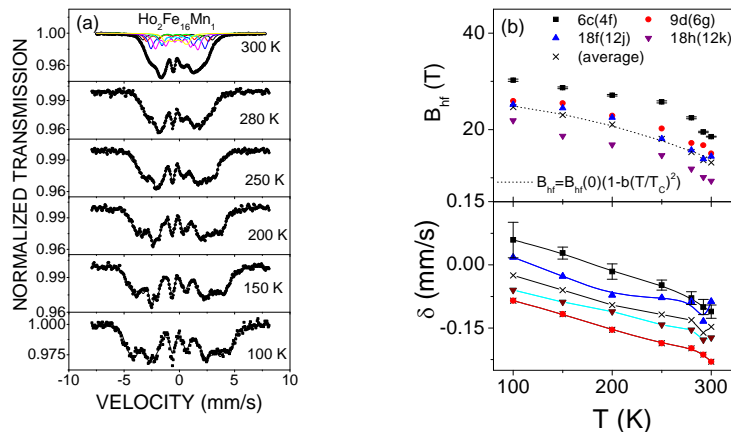 (a)
Ho2Fe16Mn1
300 K
280 K
250 K
200 K
150 K
100 K
1.00
0.96
0.99
0.96
0.99
0.96
0.99
0.96
0.99
0.96
1.000
0.975
-10
-5
0
5
10
NORMALIZED TRANSMISSION
VELOCITY (mm/s)
(b)
6c(4f) 9d(6g)
18f(12j) 18h(12k)
(average)
Bhf=Bhf(0)(1-b(T/TC)2)
30
20
10
Bhf (T)
0.15
0.00
-0.15
δ (mm/s)
100
200
300
T (K)